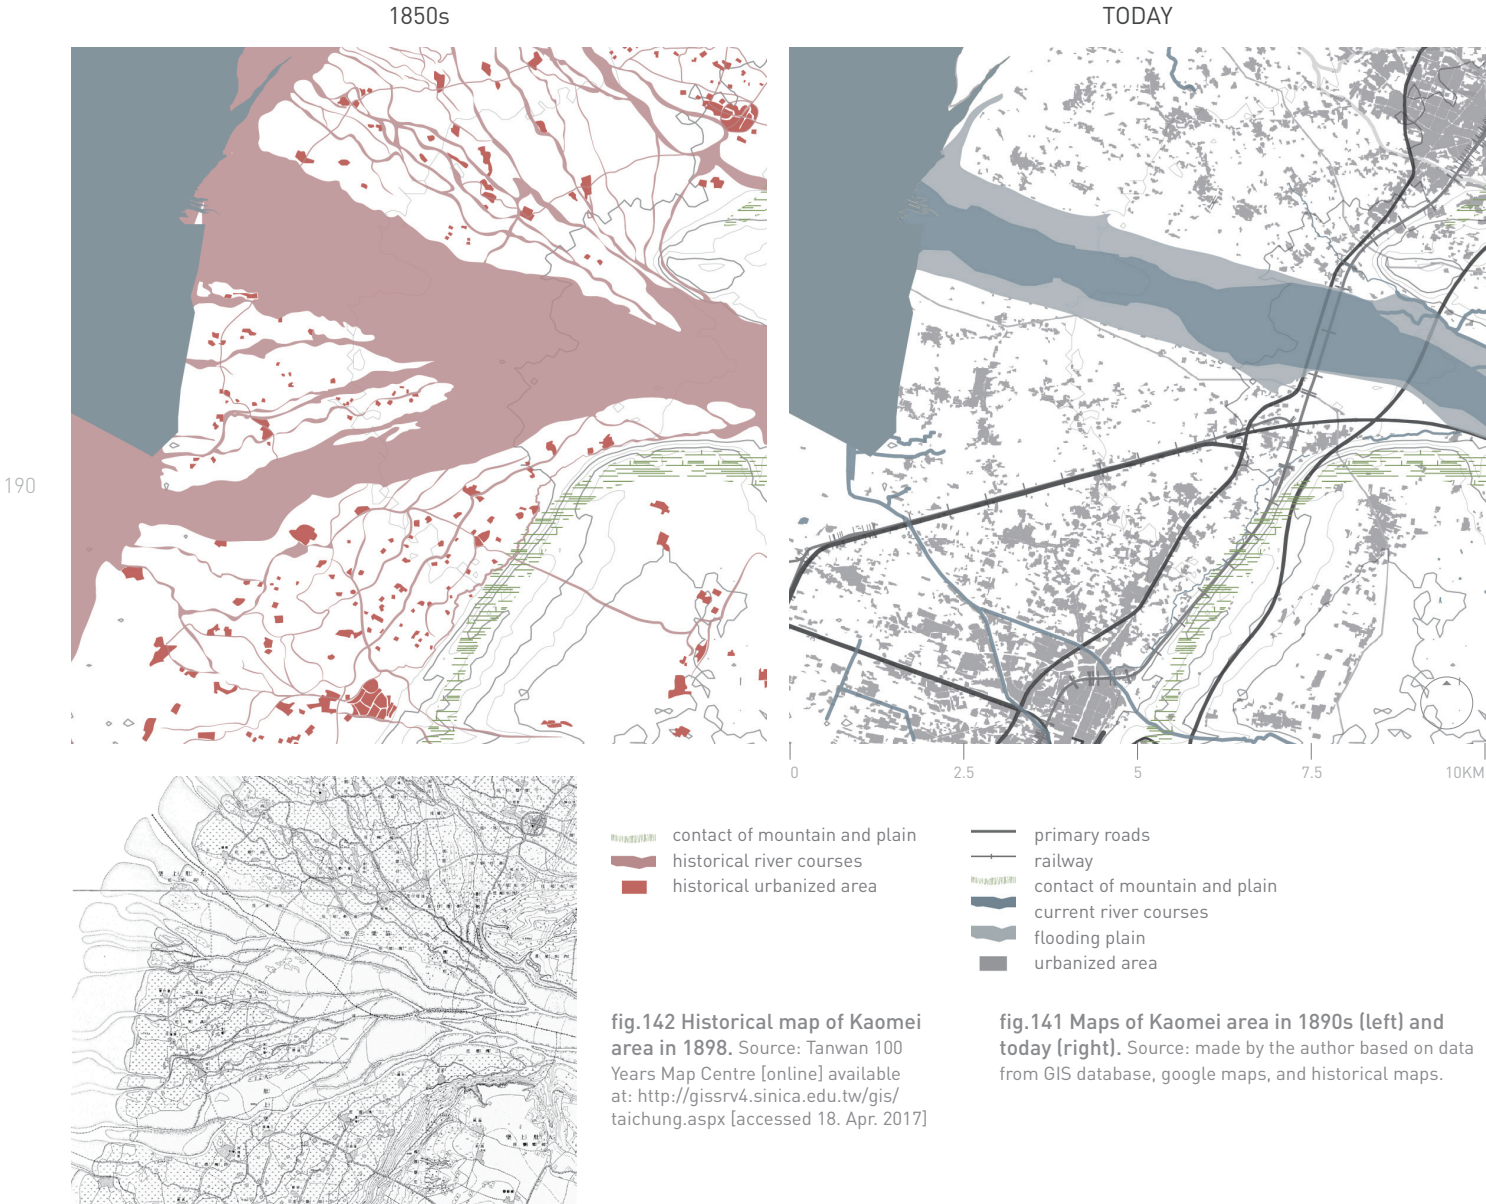 1850s
TODAY
190
0
2.5
5
7.5
10KM
contact of mountain and plain
historical river courses
historical urbanized area
primary roads
railway
contact of mountain and plain
current river courses
flooding plain
urbanized area
fig.142 Historical map of Kaomei
area in 1898. Source: Tanwan 100
Years Map Centre [online] available
at: http://gissrv4.sinica.edu.tw/gis/
taichung.aspx [accessed 18. Apr. 2017]
fig.141 Maps of Kaomei area in 1890s (left) and
today (right). Source: made by the author based on data
from GIS database, google maps, and historical maps.